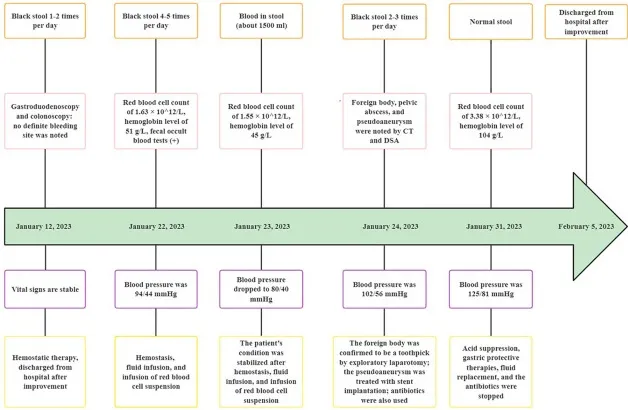 Black stool 1-2 times
per day
Black stool 4-5 times
per day
Blood in stool
(about 1500 ml)
Black stool 2-3 times
per day
Normal stool
Discharged from
hospital after
improvement
Gastroduodenoscopy
and colonoscopy:
no definite bleeding
site was noted
Red blood cell count
of 1.63 × 10^12/L,
hemoglobin level of
51 g/L, fecal occult
blood tests (+)
Red blood cell count
of 1.55 × 10^12/L,
hemoglobin level of
45 g/L
Foreign body, pelvic
abscess, and
pseudoaneurysm
were noted by CT
and DSA
Red blood cell count
of 3.38 × 10^12/L,
hemoglobin level of
104 g/L
January 12, 2023
January 22, 2023
January 23, 2023
January 24, 2023
January 31, 2023
February 5, 2023
Vital signs are stable
Blood pressure was
94/44 mmHg
Blood pressure
dropped to 80/40
mmHg
Blood pressure was
102/56 mmHg
Blood pressure was
125/81 mmHg
Hemostatic therapy,
discharged from
hospital after
improvement
Hemostasis,
fluid infusion, and
infusion of red blood
cell suspension
The patient's
condition was
stabilized after
hemostasis, fluid
infusion, and infusion
of red blood cell
suspension
The foreign body was
confirmed to be a toothpick
by exploratory laparotomy;
the pseudoaneurysm was
treated with stent
implantation; antibiotics
were also used
Acid suppression,
gastric protective
therapies, fluid
replacement, and the
antibiotics were
stopped